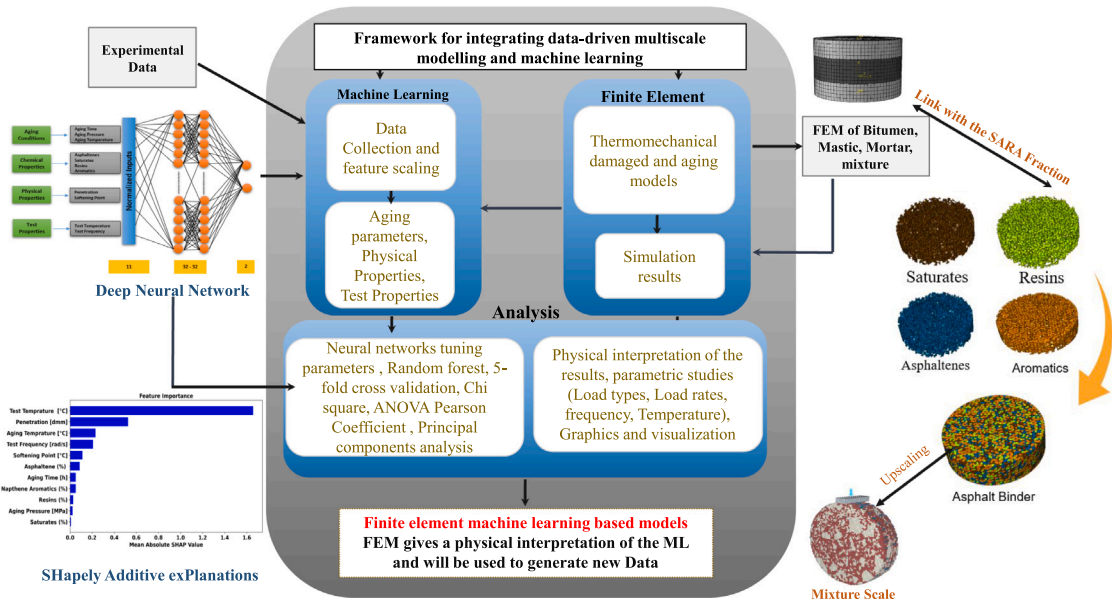 Experimental
Data
Framework for integrating data-driven multiscale
modelling and machine learning
Machine Learning
Data
Collection and
feature scaling
Aging
parameters,
Physical
Properties,
Test Properties
Finite Element
Thermomechanical
damaged and aging
models
Simulation
results
FEM of Bitumen,
Mastic, Mortar,
mixture
Link with the SARA Fraction
Saturates
Resins
Asphaltenes
Aromatics
Asphalt Binder
Upscaling
Mixture Scale
Aging
Conditions
Aging Time
Aging Pressure
Aging Temperature
Chemical
Properties
Asphaltenes
Saturates
Resins
Aromatics
Physical
Properties
Penetration
Softening Point
Test
Properties
Test Temperature
Test Frequency
Normalized Inputs
11
32 - 32
2
Deep Neural Network
Analysis
Neural networks tuning
parameters , Random forest, 5-
fold cross validation, Chi
square, ANOVA Pearson
Coefficient , Principal
components analysis
Physical interpretation of the
results, parametric studies
(Load types, Load rates,
frequency, Temperature),
Graphics and visualization
Finite element machine learning based models
FEM gives a physical interpretation of the ML
and will be used to generate new Data
Feature Importance
Test Temprature [°C]
Penetration [dmm]
Aging Temprature [°C]
Test Frequency [rad/s]
Softening Point [°C]
Asphaltene (%)
Aging Time [h]
Napthene Aromatics (%)
Resins (%)
Aging Pressure [MPa]
Saturates (%)
0.0 0.2 0.4 0.6 0.8 1.0 1.2 1.4 1.6
Mean Absolute SHAP Value
SHapely Additive exPlanations